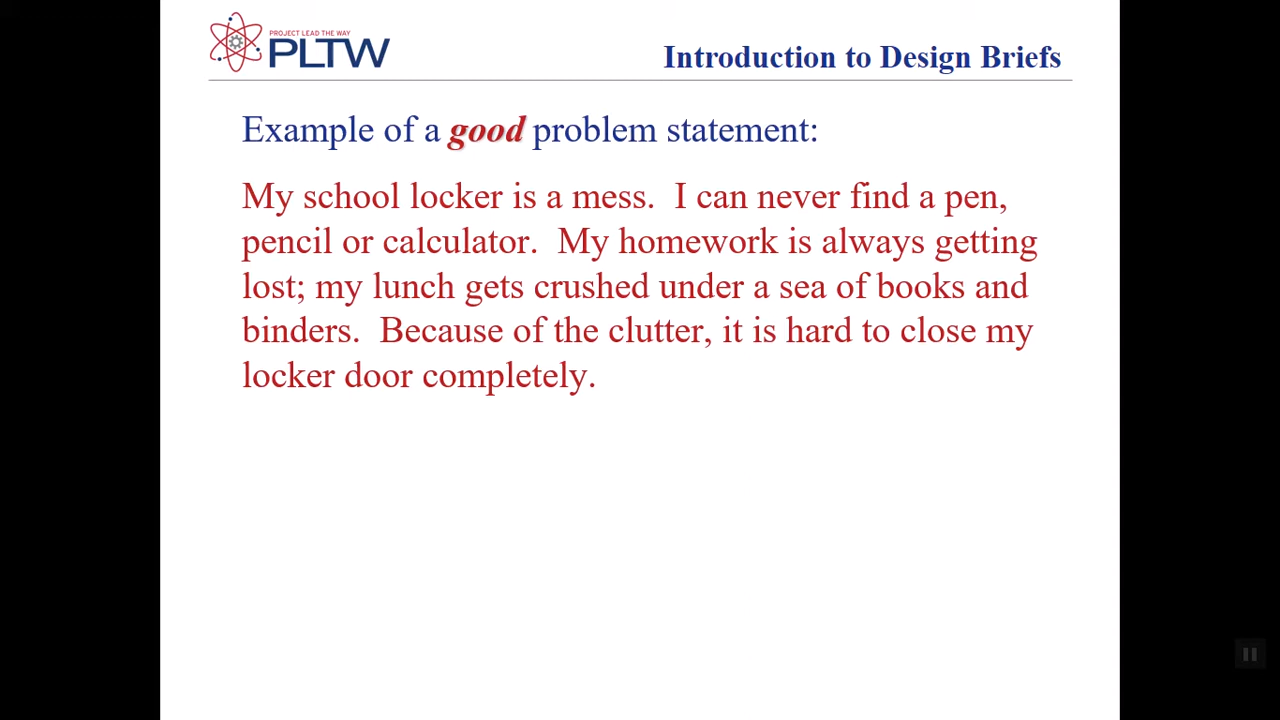 PROJECT LEAD THE WAY
PLTW
Introduction to Design Briefs
Example of a good problem statement:
My school locker is a mess.  I can never find a pen,
pencil or calculator.  My homework is always getting
lost; my lunch gets crushed under a sea of books and
binders.  Because of the clutter, it is hard to close my
locker door completely.